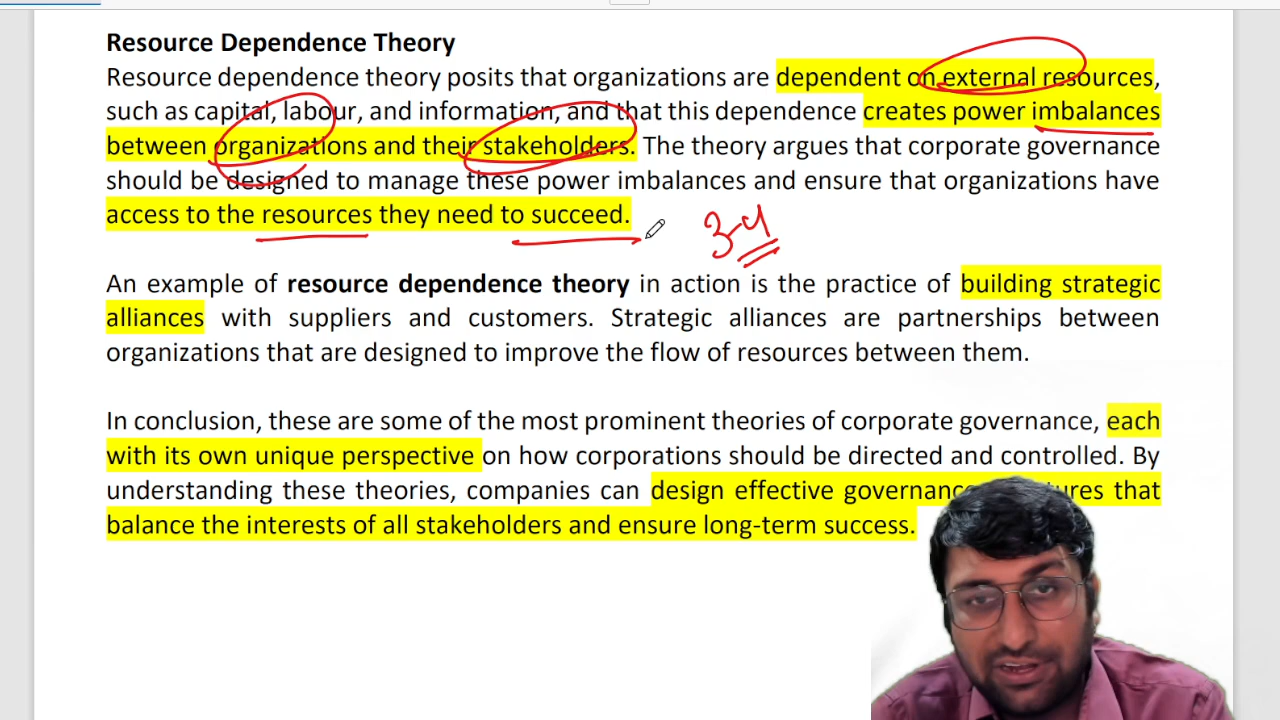 Resource Dependence Theory
Resource dependence theory posits that organizations are dependent on external resources,
such as capital, labour, and information, and that this dependence creates power imbalances
between organizations and their stakeholders. The theory argues that corporate governance
should be designed to manage these power imbalances and ensure that organizations have
access to the resources they need to succeed.
3-4
An example of resource dependence theory in action is the practice of building strategic
alliances with suppliers and customers. Strategic alliances are partnerships between
organizations that are designed to improve the flow of resources between them.
In conclusion, these are some of the most prominent theories of corporate governance, each
with its own unique perspective on how corporations should be directed and controlled. By
understanding these theories, companies can design effective that
balance the interests of all stakeholders and ensure long-term success.